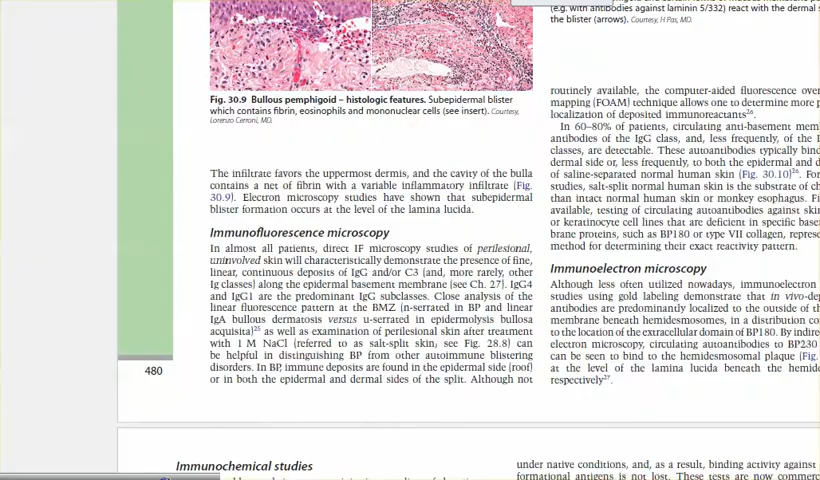 Fig. 30.9 Bullous pemphigoid – histologic features. Subepidermal blister
which contains fibrin, eosinophils and mononuclear cells (see insert). Courtesy,
Lorenzo Cerroni, MD.
The infiltrate favors the uppermost dermis, and the cavity of the bulla
contains a net of fibrin with a variable inflammatory infiltrate (Fig.
30.9). Electron microscopy studies have shown that subepidermal
blister formation occurs at the level of the lamina lucida.
Immunofluorescence microscopy
In almost all patients, direct IF microscopy studies of perilesional,
uninvolved skin will characteristically demonstrate the presence of fine,
linear, continuous deposits of IgG and/or C3 (and, more rarely, other
Ig classes) along the epidermal basement membrane (see Ch. 27). IgG4
and IgG1 are the predominant IgG subclasses. Close analysis of the
linear fluorescence pattern at the BMZ (n-serrated in BP and linear
IgA bullous dermatosis versus u-serrated in epidermolysis bullosa
acquisita)25 as well as examination of perilesional skin after treatment
with 1 M NaCl (referred to as salt-split skin; see Fig. 28.8) can
be helpful in distinguishing BP from other autoimmune blistering
disorders. In BP, immune deposits are found in the epidermal side (roof)
or in both the epidermal and dermal sides of the split. Although not
480
(e.g. with antibodies against laminin 5/332) react with the dermal
the blister (arrows). Courtesy, H Pas, MD.
routinely available, the computer-aided fluorescence over
mapping (FOAM) technique allows one to determine more p
localization of deposited immunoreactants26.
In 60–80% of patients, circulating anti-basement mem
antibodies of the IgG class, and, less frequently, of the I
classes, are detectable. These autoantibodies typically bind
dermal side or, less frequently, to both the epidermal and d
of saline-separated normal human skin (Fig. 30.10)26. For
studies, salt-split normal human skin is the substrate of ch
than intact normal human skin or monkey esophagus. Fi
available, testing of circulating autoantibodies against skin
or keratinocyte cell lines that are deficient in specific base
brane proteins, such as BP180 or type VII collagen, represe
method for determining their exact reactivity pattern.
Immunoelectron microscopy
Although less often utilized nowadays, immunoelectron
studies using gold labeling demonstrate that in vivo-dep
antibodies are predominantly localized to the outside of th
membrane beneath hemidesmosomes, in a distribution co
to the location of the extracellular domain of BP180. By indire
electron microscopy, circulating autoantibodies to BP230
can be seen to bind to the hemidesmosomal plaque (Fig.
at the level of the lamina lucida beneath the hemide
respectively27.
Immunochemical studies
under native conditions, and, as a result, binding activity against
formational antigens is not lost. These tests are now commerc